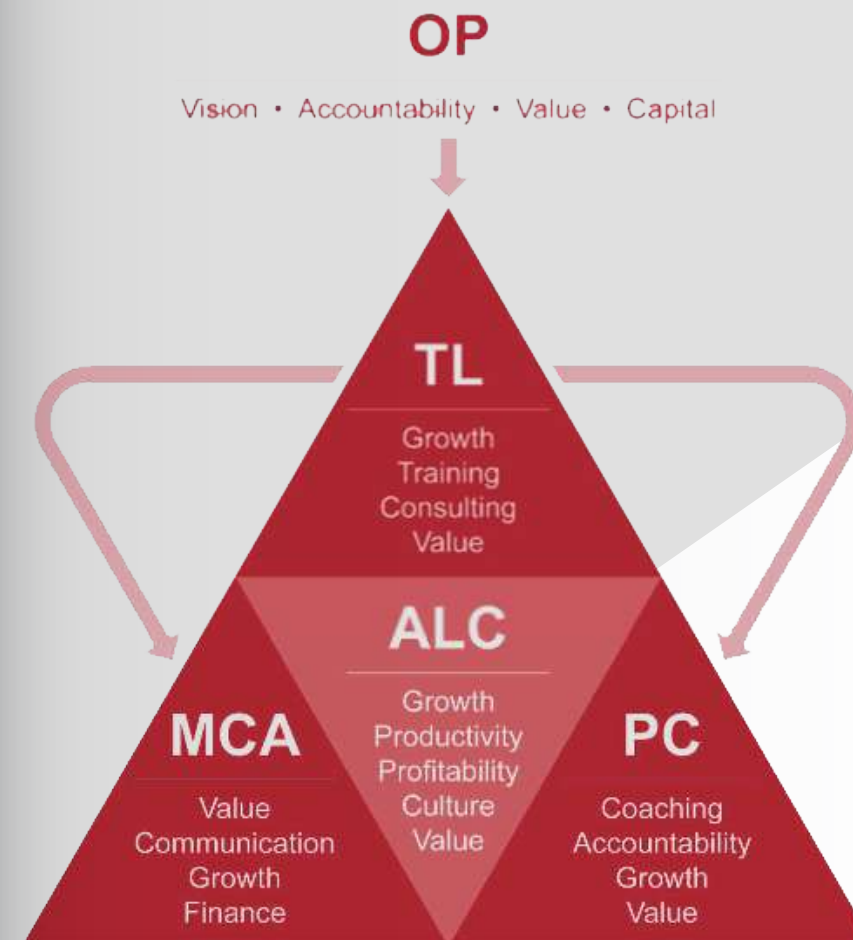 OP
Vision • Accountability • Value • Capital
TL
Growth
Training
Consulting
Value
ALC
Growth
Productivity
Profitability
Culture
Value
MCA
Value
Communication
Growth
Finance
PC
Coaching
Accountability
Growth
Value